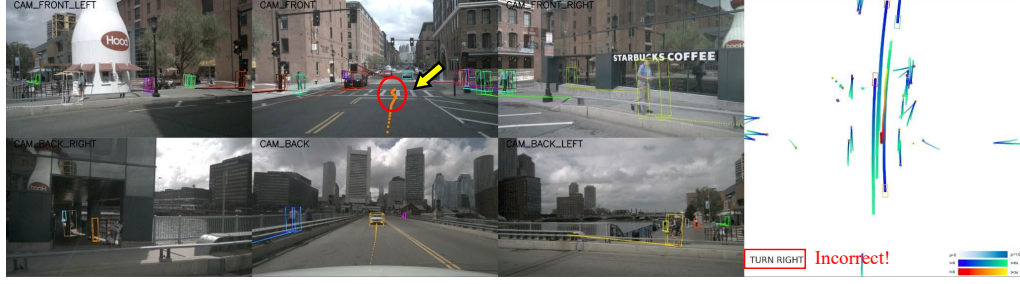 CAM_FRONT_LEFT
CAM_FRONT
CAM_FRONT_RIGHT
Hood
STARBUCKS COFFEE
CAM_BACK_RIGHT
CAM_BACK
CAM_BACK_LEFT
TURN RIGHT
Incorrect!